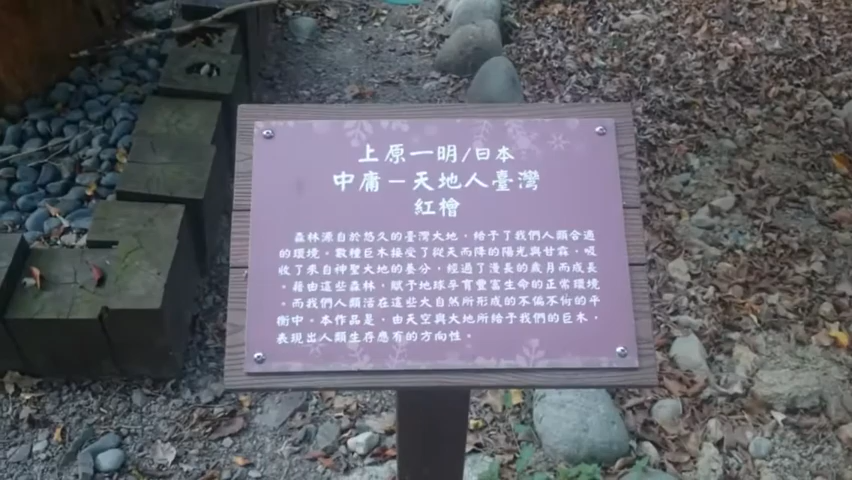 上原一明/日本
中庸－天地人臺灣
紅檜
森林源自於悠久的臺灣大地，給予了我們人類合適
的環境。數種巨木接受了從天而降的陽光與甘露，吸
收了來自神聖大地的養分，經過了漫長的歲月而成長
。藉由這些森林，賦予地球孕育豐富生命的正常環境
。而我們人類活在這些大自然所形成的不偏不倚的平
衡中。本作品是，由天空與大地所給予我們的巨木，
表現出人類生存應有的方向性。